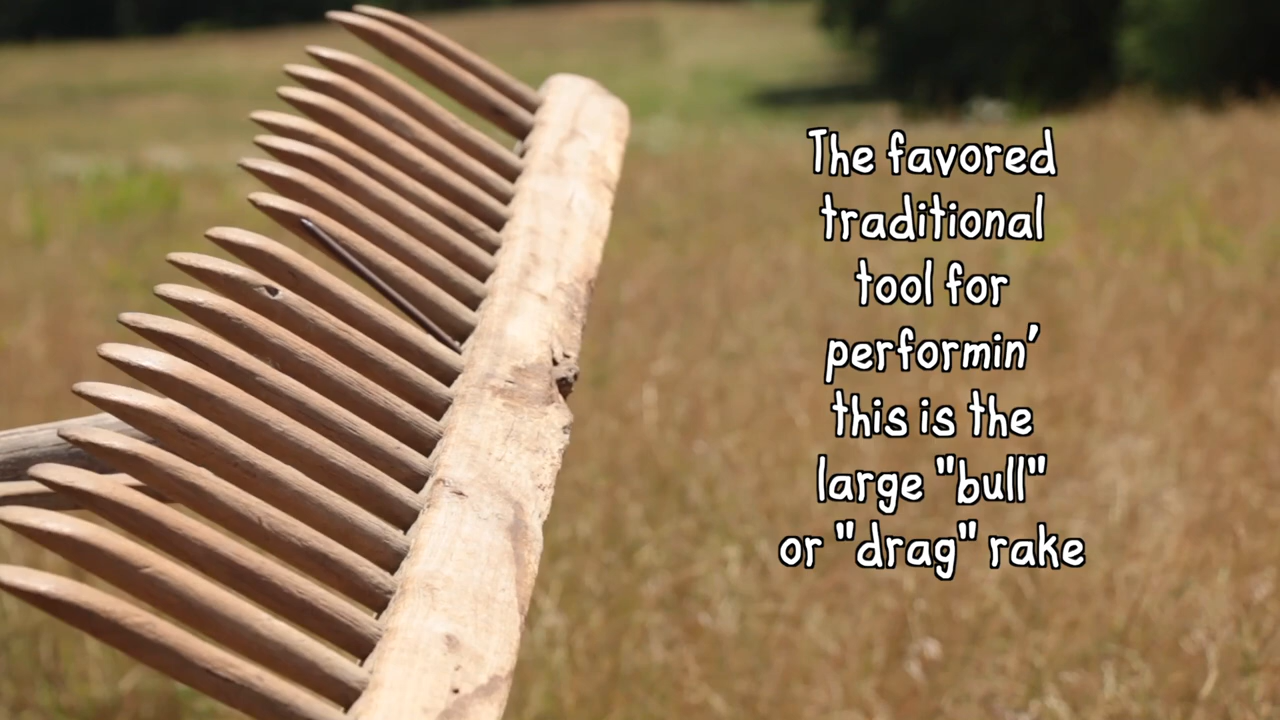 The favored
traditional
tool for
performin'
this is the
large "bull"
or "drag" rake